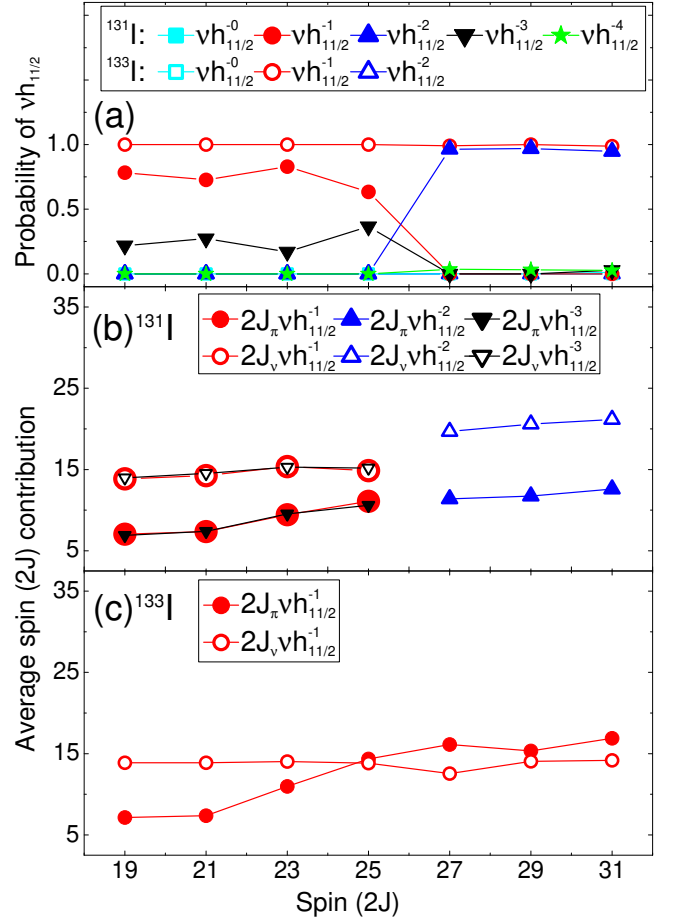 ¹³¹I: νh₁₁/₂⁻⁰ νh₁₁/₂⁻¹ νh₁₁/₂⁻² νh₁₁/₂⁻³ νh₁₁/₂⁻⁴
¹³³I: νh₁₁/₂⁻⁰ νh₁₁/₂⁻¹ νh₁₁/₂⁻²
(a)
Probability of νh₁₁/₂
1.0
0.5
0.0
(b)¹³¹I
2Jπνh₁₁/₂⁻¹ 2Jπνh₁₁/₂⁻² 2Jπνh₁₁/₂⁻³
2Jᵥνh₁₁/₂⁻¹ 2Jᵥνh₁₁/₂⁻² 2Jᵥνh₁₁/₂⁻³
35
25
15
5
Average spin (2J) contribution
(c)¹³³I
2Jπνh₁₁/₂⁻¹
2Jᵥνh₁₁/₂⁻¹
35
25
15
5
19 21 23 25 27 29 31
Spin (2J)